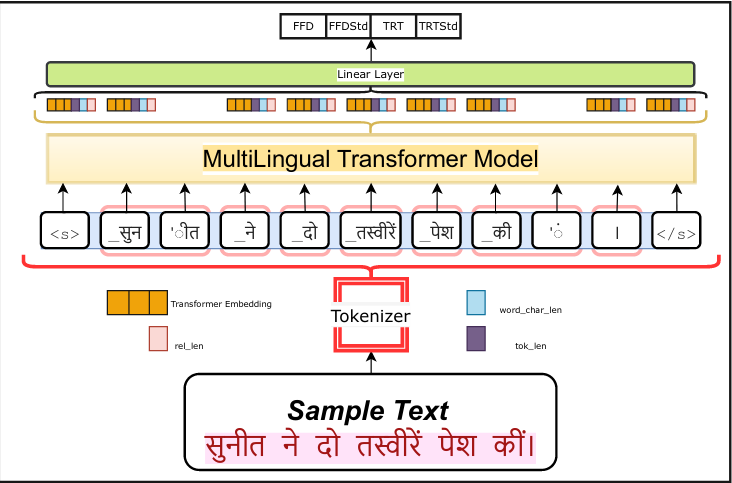 FFD FFDStd TRT TRTStd
Linear Layer
MultiLingual Transformer Model
<s> _सुन 'ीत _ने _दो _तस्वीरें _पेश _की 'ं । </s>
Transformer Embedding
word_char_len
Tokenizer
rel_len
tok_len
Sample Text
सुनीत ने दो तस्वीरें पेश कीं।